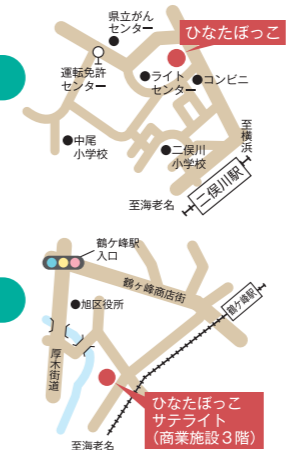 県立がん
センター
ひなたぼっこ
運転免許
センター
ライト
センター
コンビニ
中尾
小学校
二俣川
小学校
至横浜
二俣川駅
至海老名
鶴ケ峰駅
入口
鶴ケ峰商店街
鶴ケ峰駅
旭区役所
厚木街道
ひなたぼっこ
サテライト
(商業施設3階)
至海老名